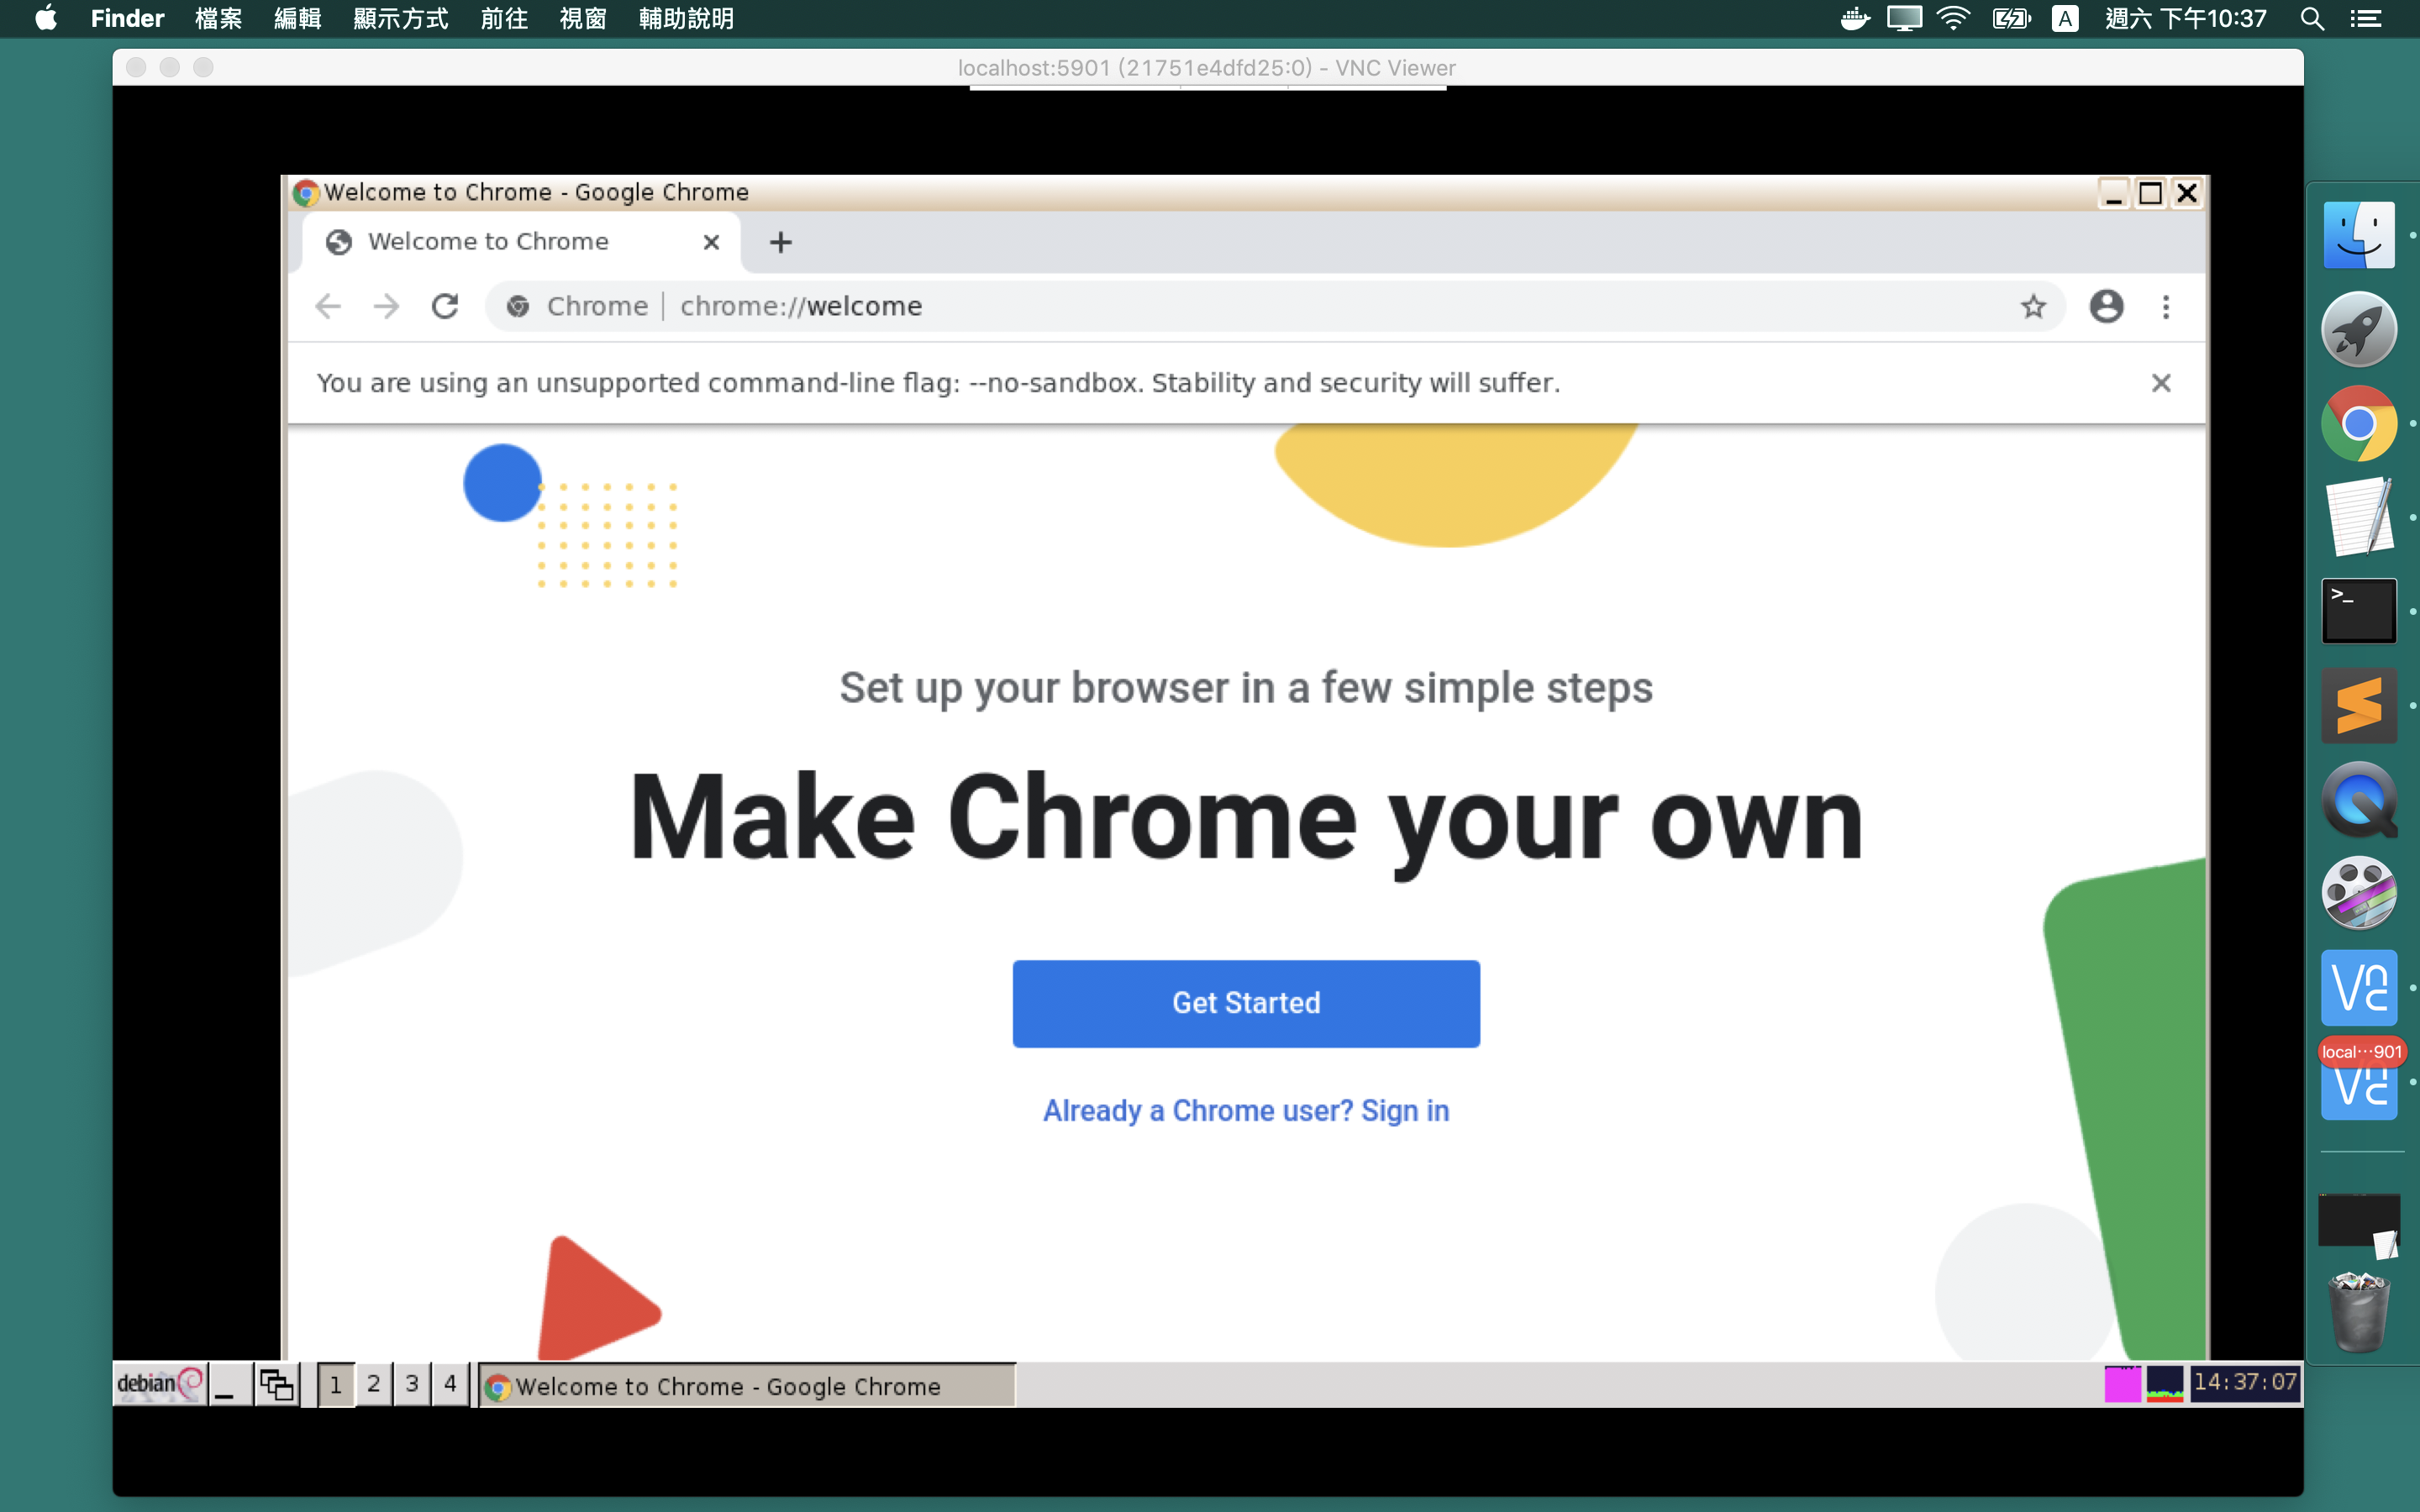 Finder 檔案 編輯 顯示方式 前往 視窗 輔助說明 A 週六 下午10:37
localhost:5901 (21751e4dfd25:0) - VNC Viewer
Welcome to Chrome - Google Chrome
Welcome to Chrome
Chrome | chrome://welcome
You are using an unsupported command-line flag: --no-sandbox. Stability and security will suffer.
Set up your browser in a few simple steps
Make Chrome your own
Get Started
Already a Chrome user? Sign in
>_
VNC
local…901
VNC
debian 1 2 3 4 Welcome to Chrome - Google Chrome 14:37:07